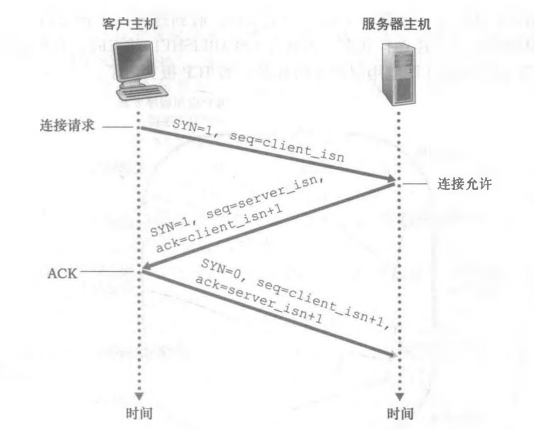 客户主机
服务器主机
连接请求
SYN=1, seq=client_isn
连接允许
SYN=1, seq=server_isn,
ack=client_isn+1
ACK
SYN=0, seq=client_isn+1,
ack=server_isn+1
时间
时间